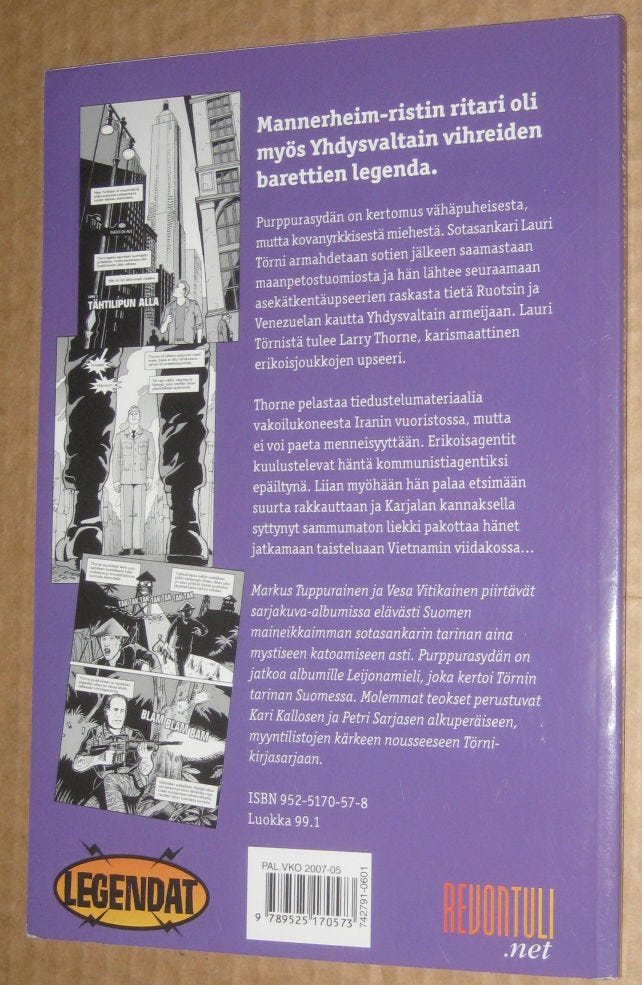 Mannerheim-ristin ritari oli
myös Yhdysvaltain vihreiden
barettien legenda.
Purppurasydän on kertomus vähäpuheisesta,
mutta kovanyrkkisestä miehestä. Sotasankari Lauri
Törni armahdetaan sotien jälkeen saamastaan
maanpetostuomiosta ja hän lähtee seuraamaan
asekätkentäupseerien raskasta tietä Ruotsin ja
Venezuelan kautta Yhdysvaltain armeijaan. Lauri
Törnistä tulee Larry Thorne, karismaattinen
erikoisjoukkojen upseeri.
Thorne pelastaa tiedustelumateriaalia
vakoilukoneesta Iranin vuoristossa, mutta
ei voi paeta menneisyyttään. Erikoisagentit
kuulustelevat häntä kommunistiagentiksi
epäiltynä. Liian myöhään hän palaa etsimään
suurta rakkauttaan ja Karjalan kannaksella
syttynyt sammumaton liekki pakottaa hänet
jatkamaan taisteluaan Vietnamin viidakossa...
Markus Tuppurainen ja Vesa Vitikainen piirtävät
sarjakuva-albumissa elävästi Suomen
maineikkaimman sotasankarin tarinan aina
mystiseen katoamiseen asti. Purppurasydän on
jatkoa albumille Leijonamieli, joka kertoi Törnin
tarinan Suomessa. Molemmat teokset perustuvat
Kari Kallosen ja Petri Sarjasen alkuperäiseen,
myyntilistojen kärkeen nousseeseen Törni-
kirjasarjaan.
ISBN 952-5170-57-8
Luokka 99.1
TÄHTILIPUN ALLA
TAK TAK TAK TAK TAK TAK TAK
BLAM BLAM BAM
LEGENDAT
PAL.VKO 2007-05
9 789525 170573
742791-0601
REVONTULI
.net